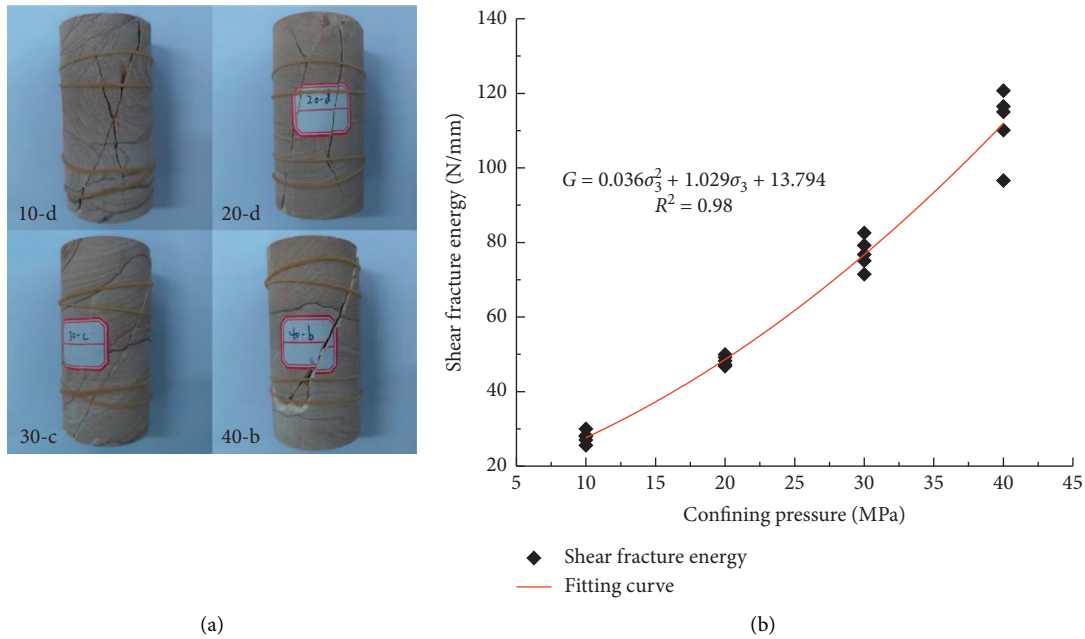 20-d
10-d
20-d
30-c
40-b
30-c
40-b
(a)
Shear fracture energy (N/mm)
140
120
100
80
60
40
20
G = 0.036σ₃² + 1.029σ₃ + 13.794
R² = 0.98
5
10
15
20
25
30
35
40
45
Confining pressure (MPa)
Shear fracture energy
Fitting curve
(b)